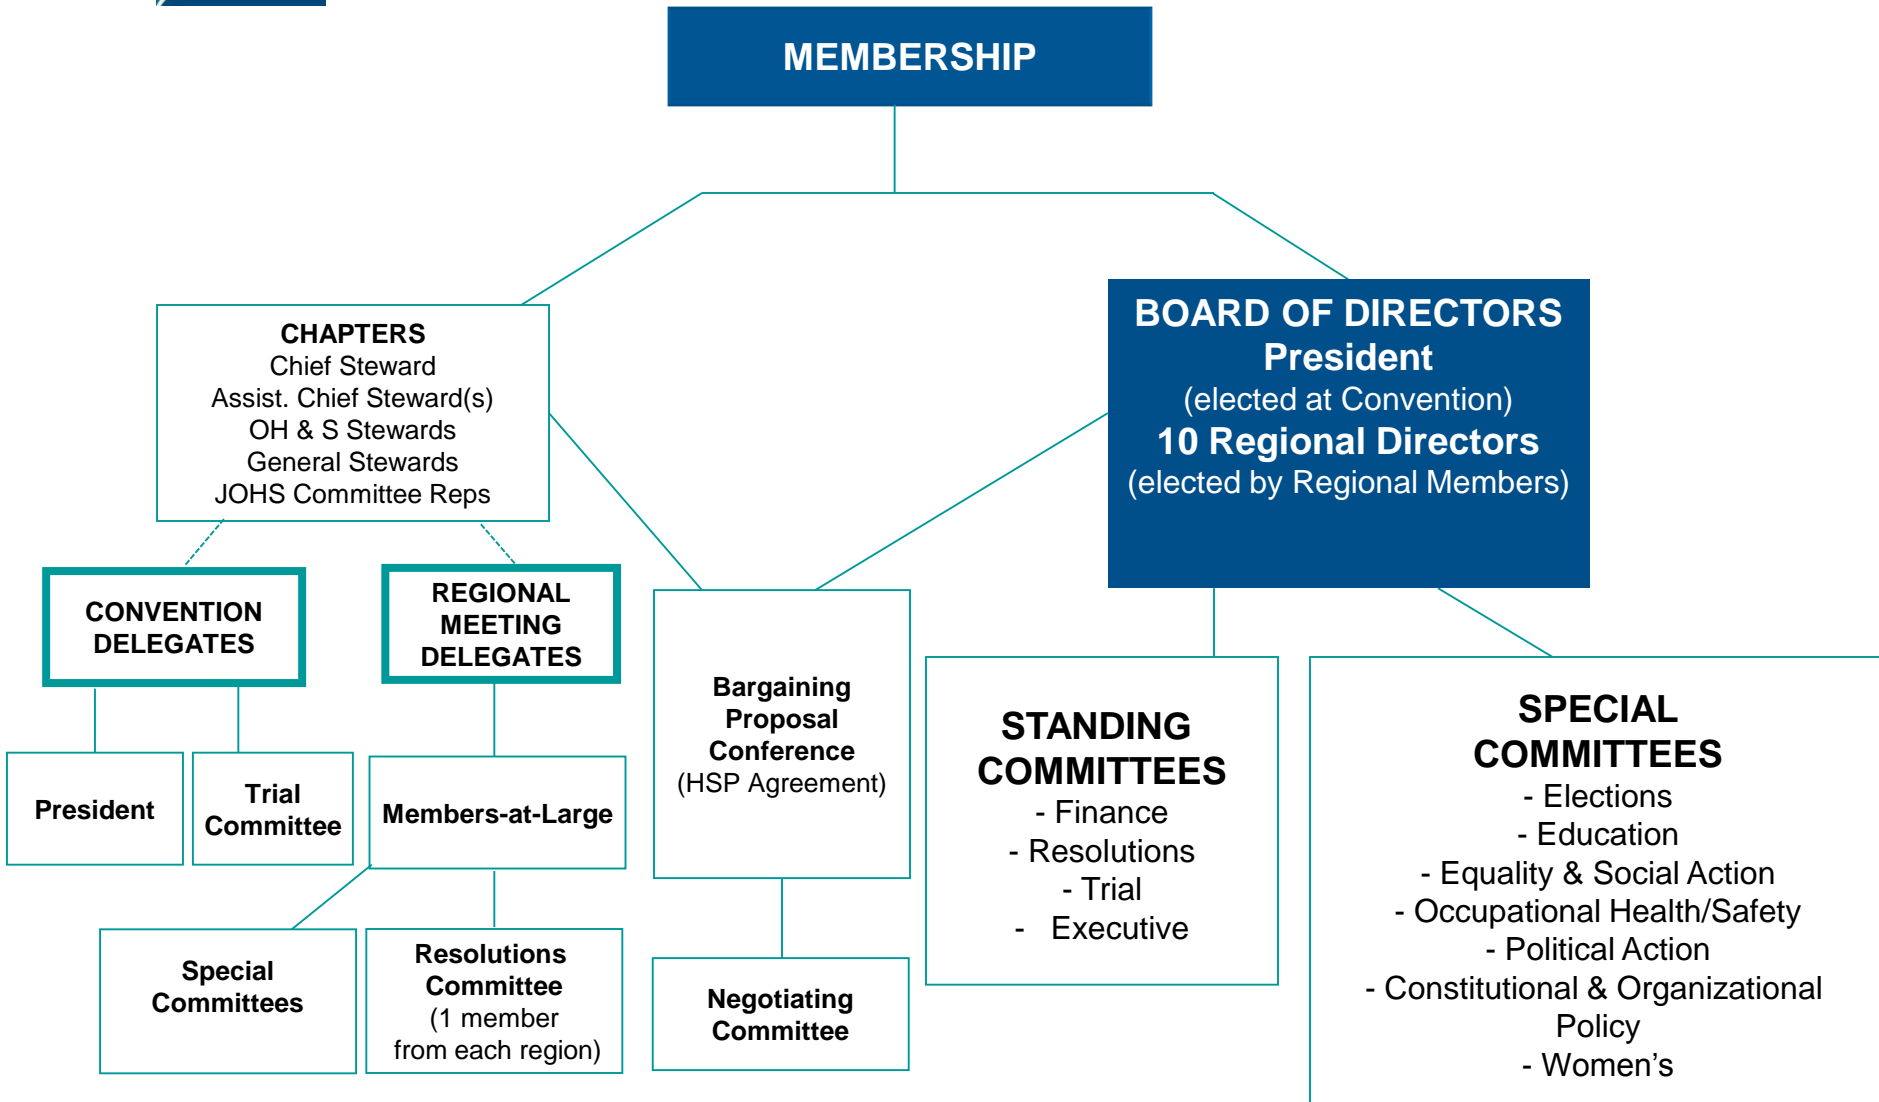 MEMBERSHIP
CHAPTERS
Chief Steward
Assist. Chief Steward(s)
OH & S Stewards
General Stewards
JOHS Committee Reps
BOARD OF DIRECTORS
President
(elected at Convention)
10 Regional Directors
(elected by Regional Members)
CONVENTION
DELEGATES
REGIONAL
MEETING
DELEGATES
President
Trial
Committee
Members-at-Large
Special
Committees
Resolutions
Committee
(1 member
from each region)
Bargaining
Proposal
Conference
(HSP Agreement)
Negotiating
Committee
STANDING
COMMITTEES
- Finance
- Resolutions
- Trial
- Executive
SPECIAL
COMMITTEES
- Elections
- Education
- Equality & Social Action
- Occupational Health/Safety
- Political Action
- Constitutional & Organizational
Policy
- Women's